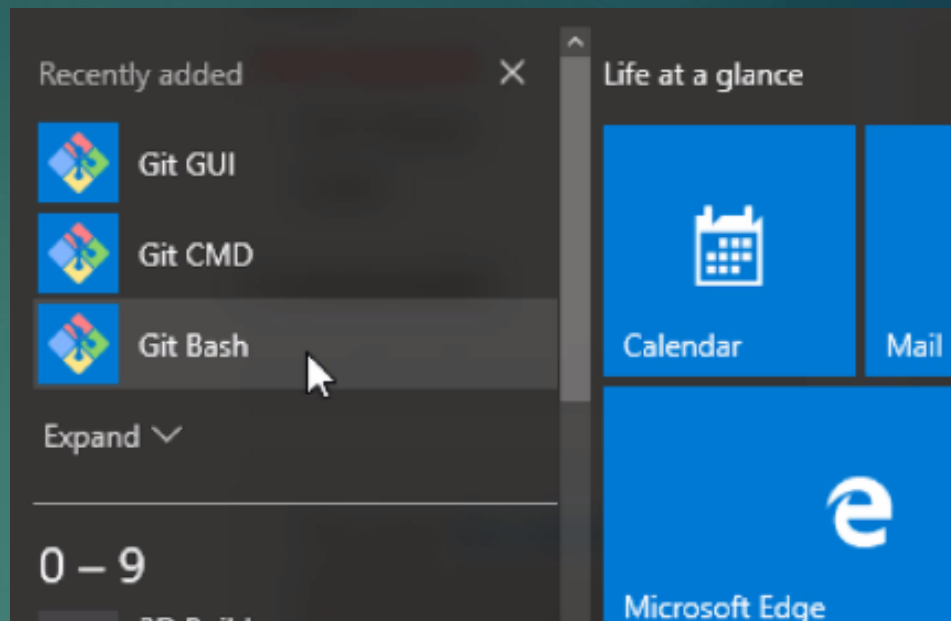 Recently added
Git GUI
Git CMD
Git Bash
Expand
0 – 9
Life at a glance
Calendar
Mail
Microsoft Edge